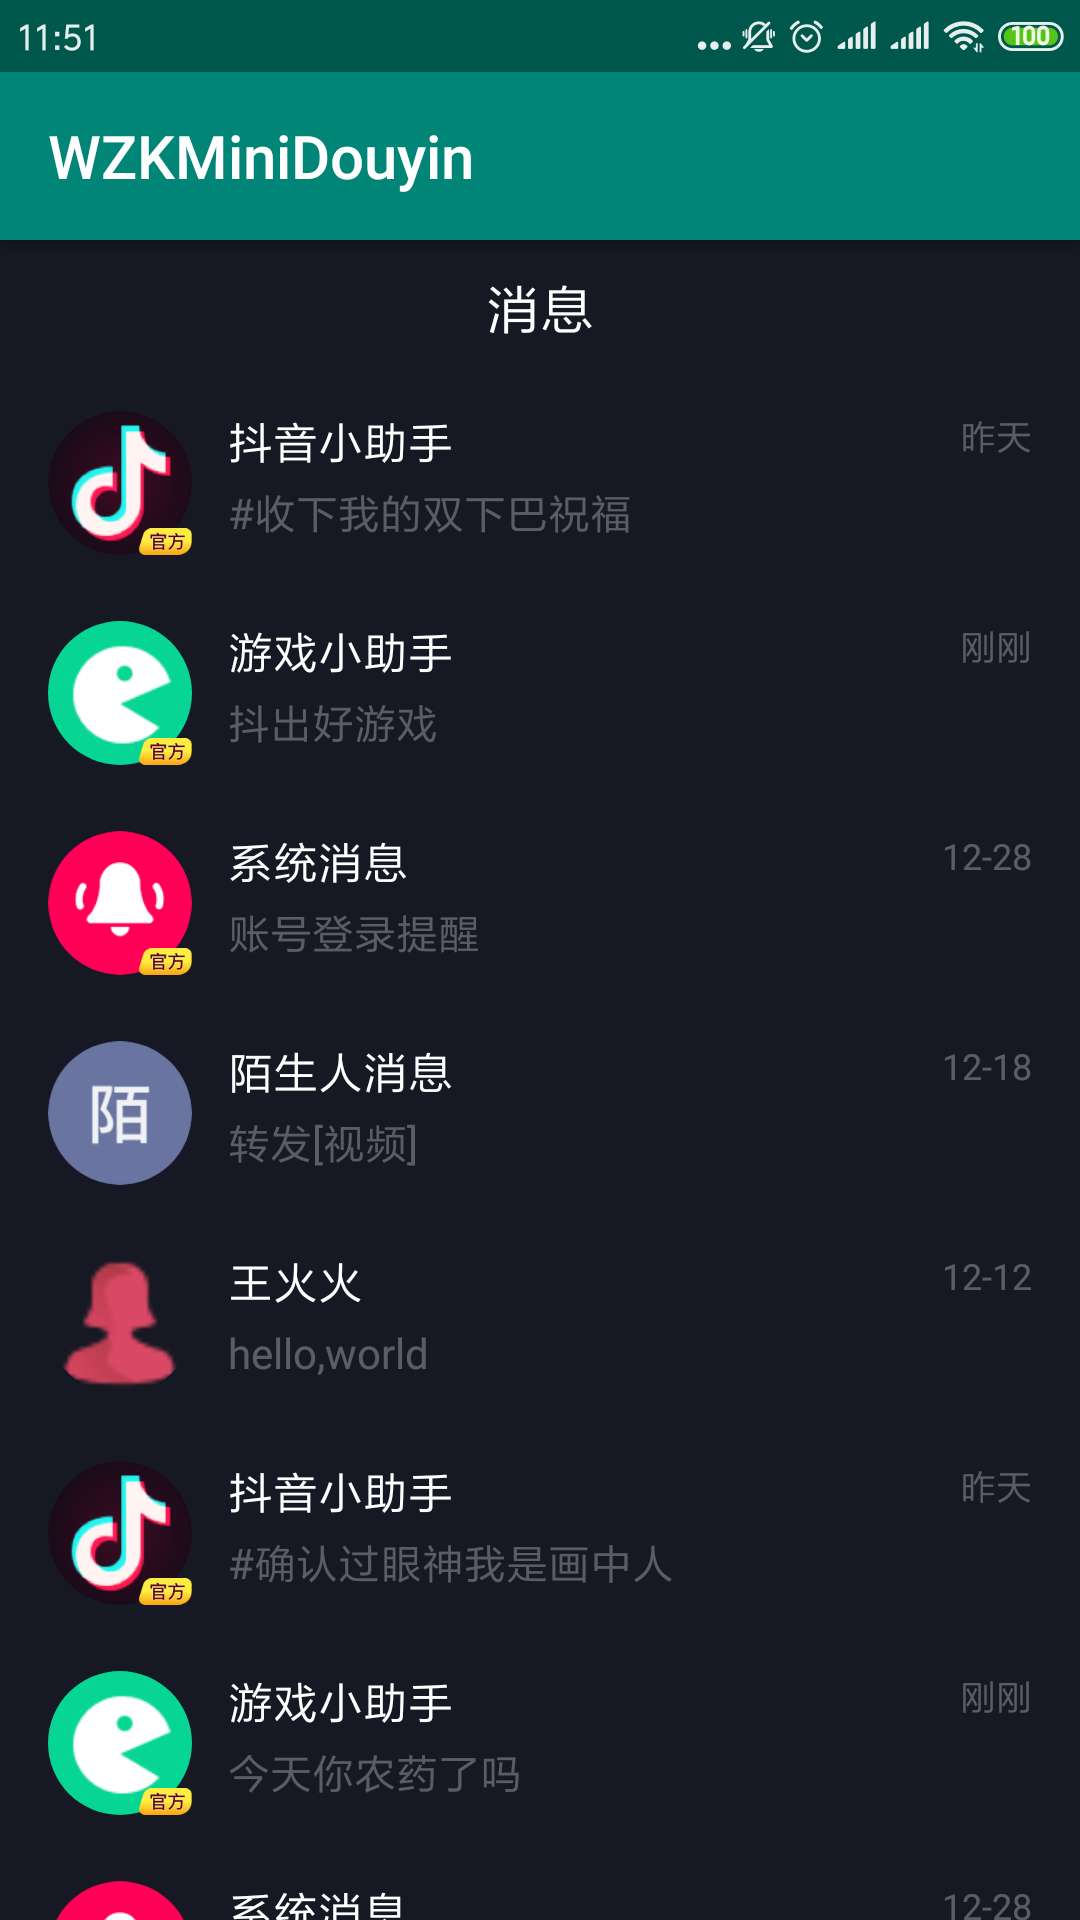 11:51
100
WZKMiniDouyin
消息
抖音小助手
昨天
#收下我的双下巴祝福
官方
游戏小助手
刚刚
抖出好游戏
官方
系统消息
12-28
账号登录提醒
官方
陌
陌生人消息
12-18
转发[视频]
王火火
12-12
hello,world
抖音小助手
昨天
#确认过眼神我是画中人
官方
游戏小助手
刚刚
今天你农药了吗
官方
系统消息
12-28